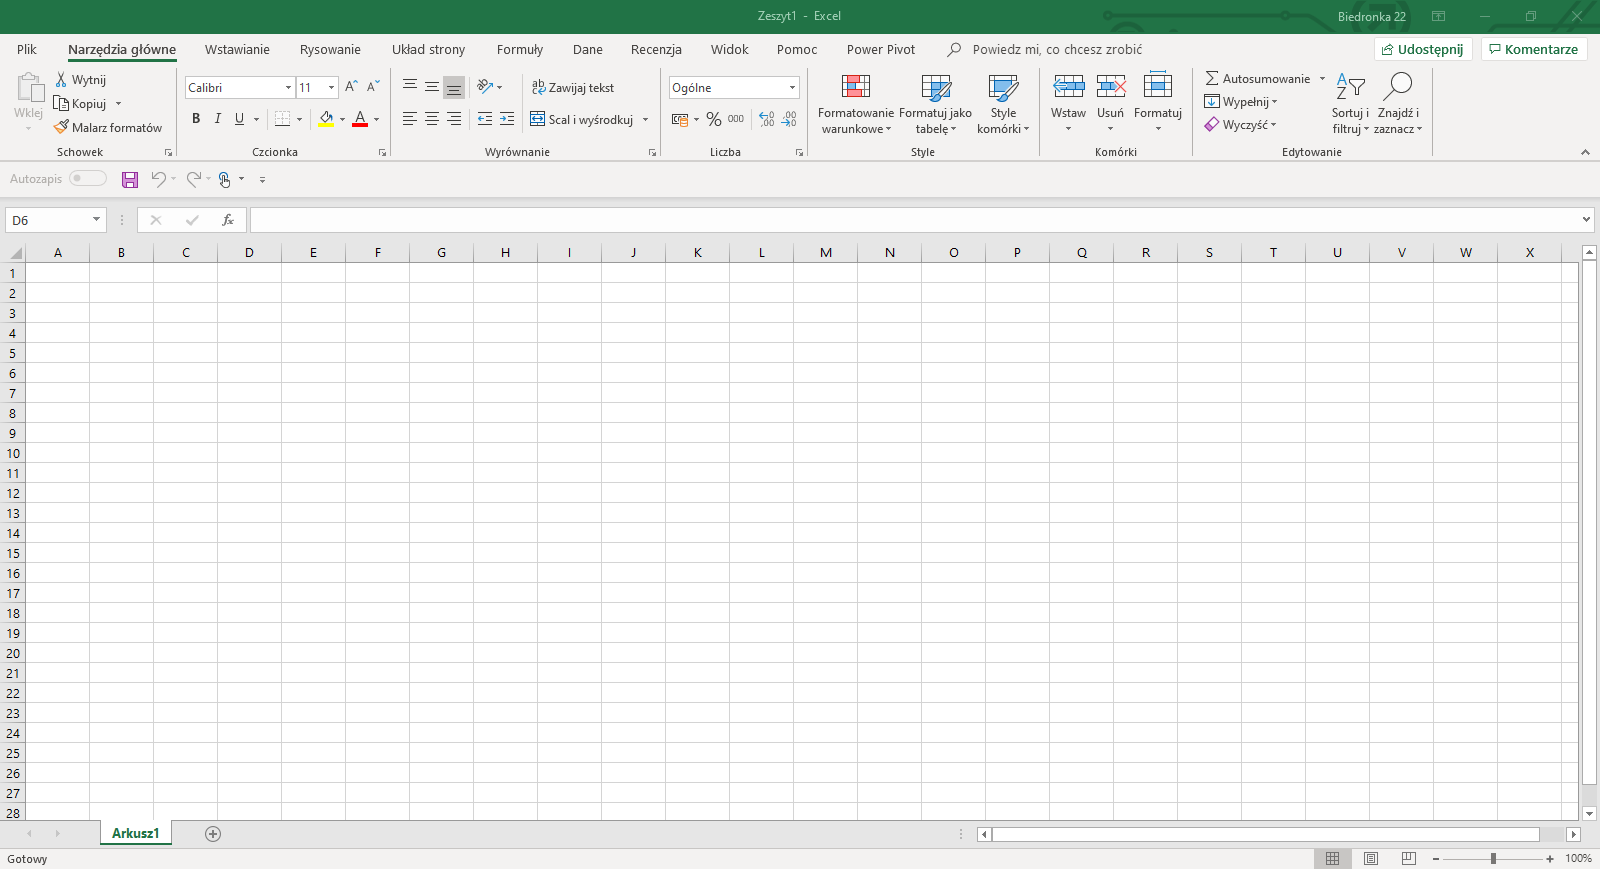 Zeszyt1 - Excel
Biedronka 22
Plik Narzędzia główne Wstawianie Rysowanie Układ strony Formuły Dane Recenzja Widok Pomoc Power Pivot Powiedz mi, co chcesz zrobić Udostępnij Komentarze
Wklej
Wytnij
Kopiuj
Malarz formatów
Schowek
Calibri 11
B I U A
Czcionka
Zawijaj tekst
Scal i wyśrodkuj
Wyrównanie
Ogólne
% 000
Liczba
Formatowanie warunkowe
Formatuj jako tabelę
Style komórki
Style
Wstaw
Usuń
Formatuj
Komórki
Autosumowanie
Wypełnij
Wyczyść
Sortuj i filtruj
Znajdź i zaznacz
Edytowanie
Autozapis
D6
fx
A B C D E F G H I J K L M N O P Q R S T U V W X
1
2
3
4
5
6
7
8
9
10
11
12
13
14
15
16
17
18
19
20
21
22
23
24
25
26
27
28
Arkusz1
Gotowy
100%